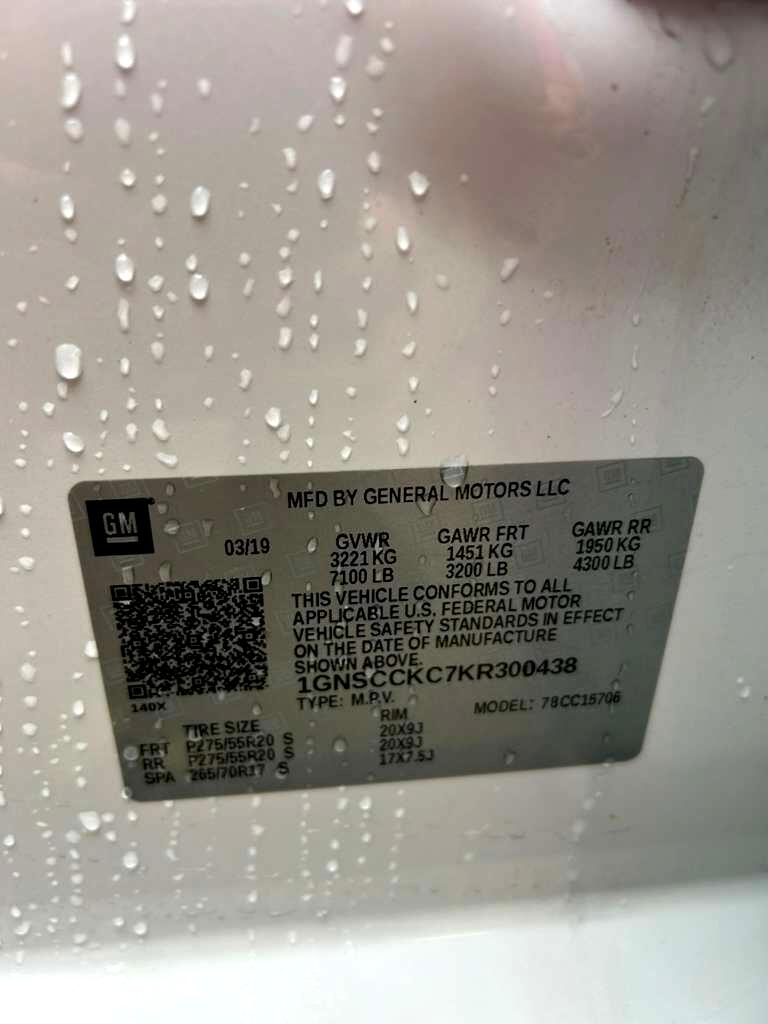 GM
MFD BY GENERAL MOTORS LLC
03/19
GVWR
3221 KG
7100 LB
GAWR FRT
1451 KG
3200 LB
GAWR RR
1950 KG
4300 LB
THIS VEHICLE CONFORMS TO ALL
APPLICABLE U.S. FEDERAL MOTOR
VEHICLE SAFETY STANDARDS IN EFFECT
ON THE DATE OF MANUFACTURE
SHOWN ABOVE.
1GNSCCKC7KR300438
140X
TYPE: M.P.V.
MODEL: 78CC15706
TIRE SIZE RIM
FRT P275/55R20 S 20X9J
RR P275/55R20 S 20X9J
SPA 265/70R17 S 17X7.5J